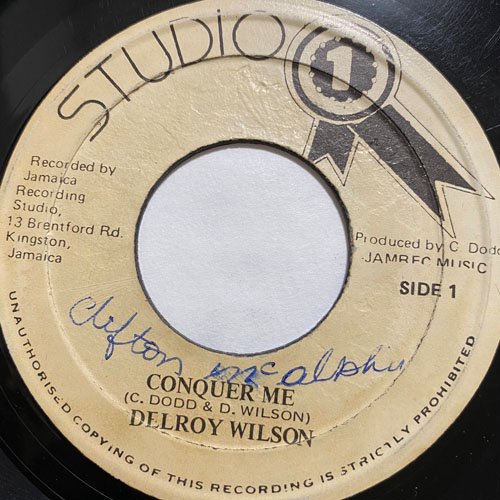 STUDIO 1
Recorded by
Jamaica
Recording
Studio,
13 Brentford Rd.
Kingston,
Jamaica
Produced by C Dodd
JAMREC MUSIC
SIDE 1
clifton
CONQUER ME
(C. DODD & D. WILSON)
DELROY WILSON
UNAUTHORISED COPYING OF THIS RECORDING IS STRICTLY PROHIBITED